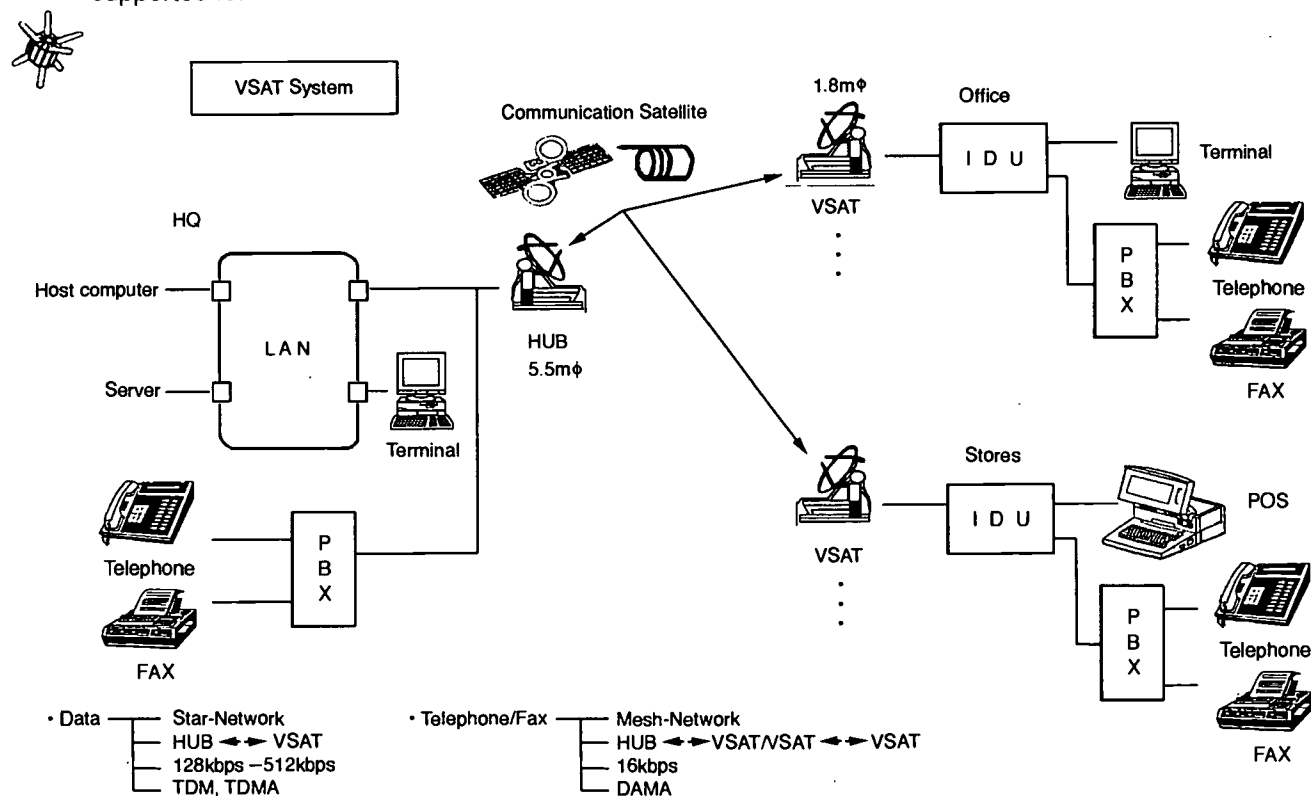 VSAT System
Communication Satellite
1.8mϕ
Office
I D U
Terminal
VSAT
P
B
X
Telephone
FAX
HQ
Host computer
LAN
Server
Terminal
HUB
5.5mϕ
Telephone
P
B
X
FAX
Stores
I D U
POS
VSAT
P
B
X
Telephone
FAX
• Data
Star-Network
HUB ◄-► VSAT
128kbps – 512kbps
TDM, TDMA
• Telephone/Fax
Mesh-Network
HUB ◄-► VSAT/VSAT ◄-► VSAT
16kbps
DAMA